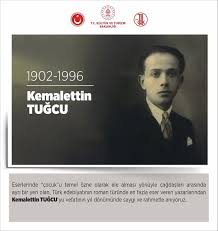 T.C. KÜLTÜR VE TURİZM
BAKANLIĞI
1902-1996
Kemalettin
TUĞCU
Eserlerinde "çocuk"u temel özne olarak ele alması yönüyle çağdaşları arasında
ayrı bir yeri olan, Türk edebiyatının roman türünde en fazla eser veren yazarlarından
Kemalettin TUĞCU'yu vefatının yıl dönümünde saygı ve rahmetle anıyoruz.